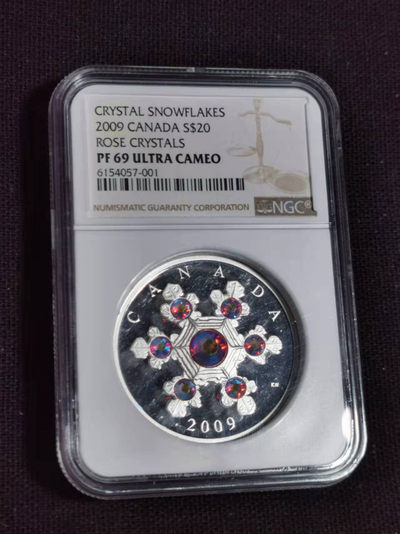 CRYSTAL SNOWFLAKES
2009 CANADA S$20
ROSE CRYSTALS
PF 69 ULTRA CAMEO
6154057-001
NUMISMATIC GUARANTY CORPORATION
NGC®
CANADA
2009